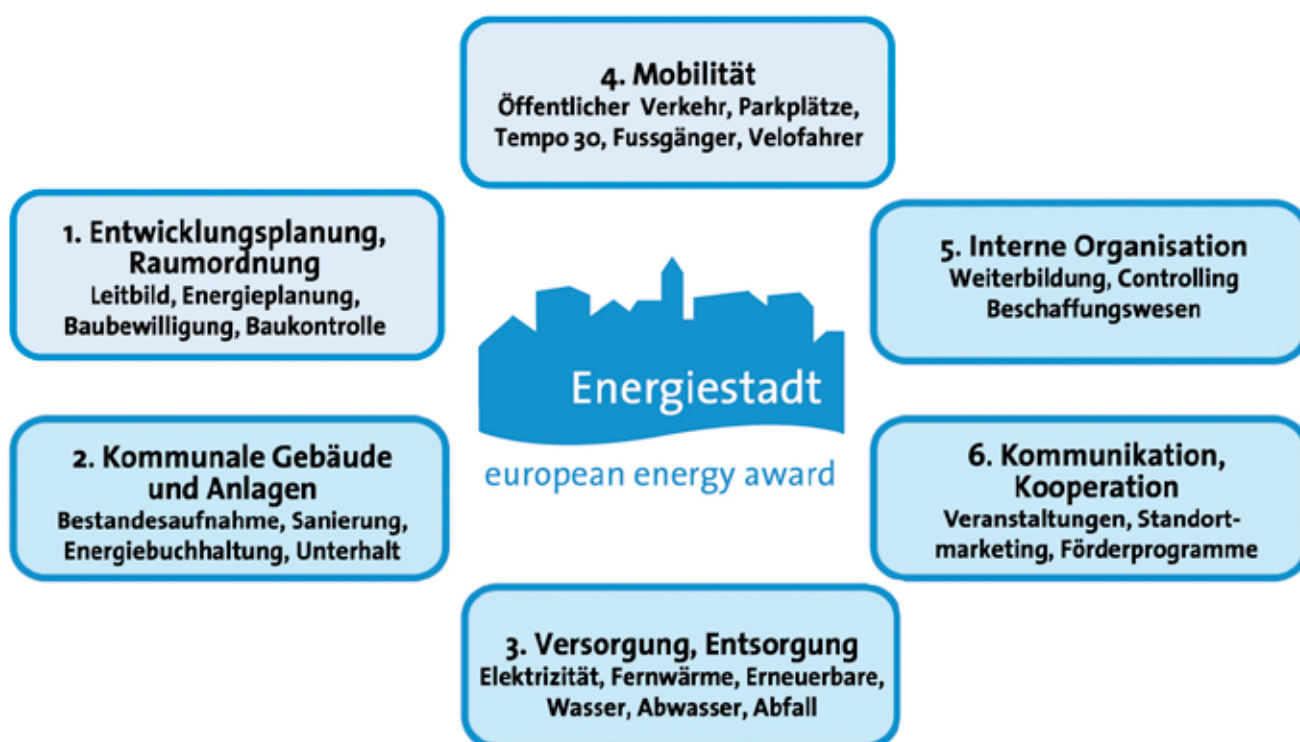 4. Mobilität
Öffentlicher Verkehr, Parkplätze,
Tempo 30, Fussgänger, Velofahrer
1. Entwicklungsplanung,
Raumordnung
Leitbild, Energieplanung,
Baubewilligung, Baukontrolle
5. Interne Organisation
Weiterbildung, Controlling
Beschaffungswesen
Energiestadt
european energy award
2. Kommunale Gebäude
und Anlagen
Bestandesaufnahme, Sanierung,
Energiebuchhaltung, Unterhalt
6. Kommunikation,
Kooperation
Veranstaltungen, Standort-
marketing, Förderprogramme
3. Versorgung, Entsorgung
Elektrizität, Fernwärme, Erneuerbare,
Wasser, Abwasser, Abfall